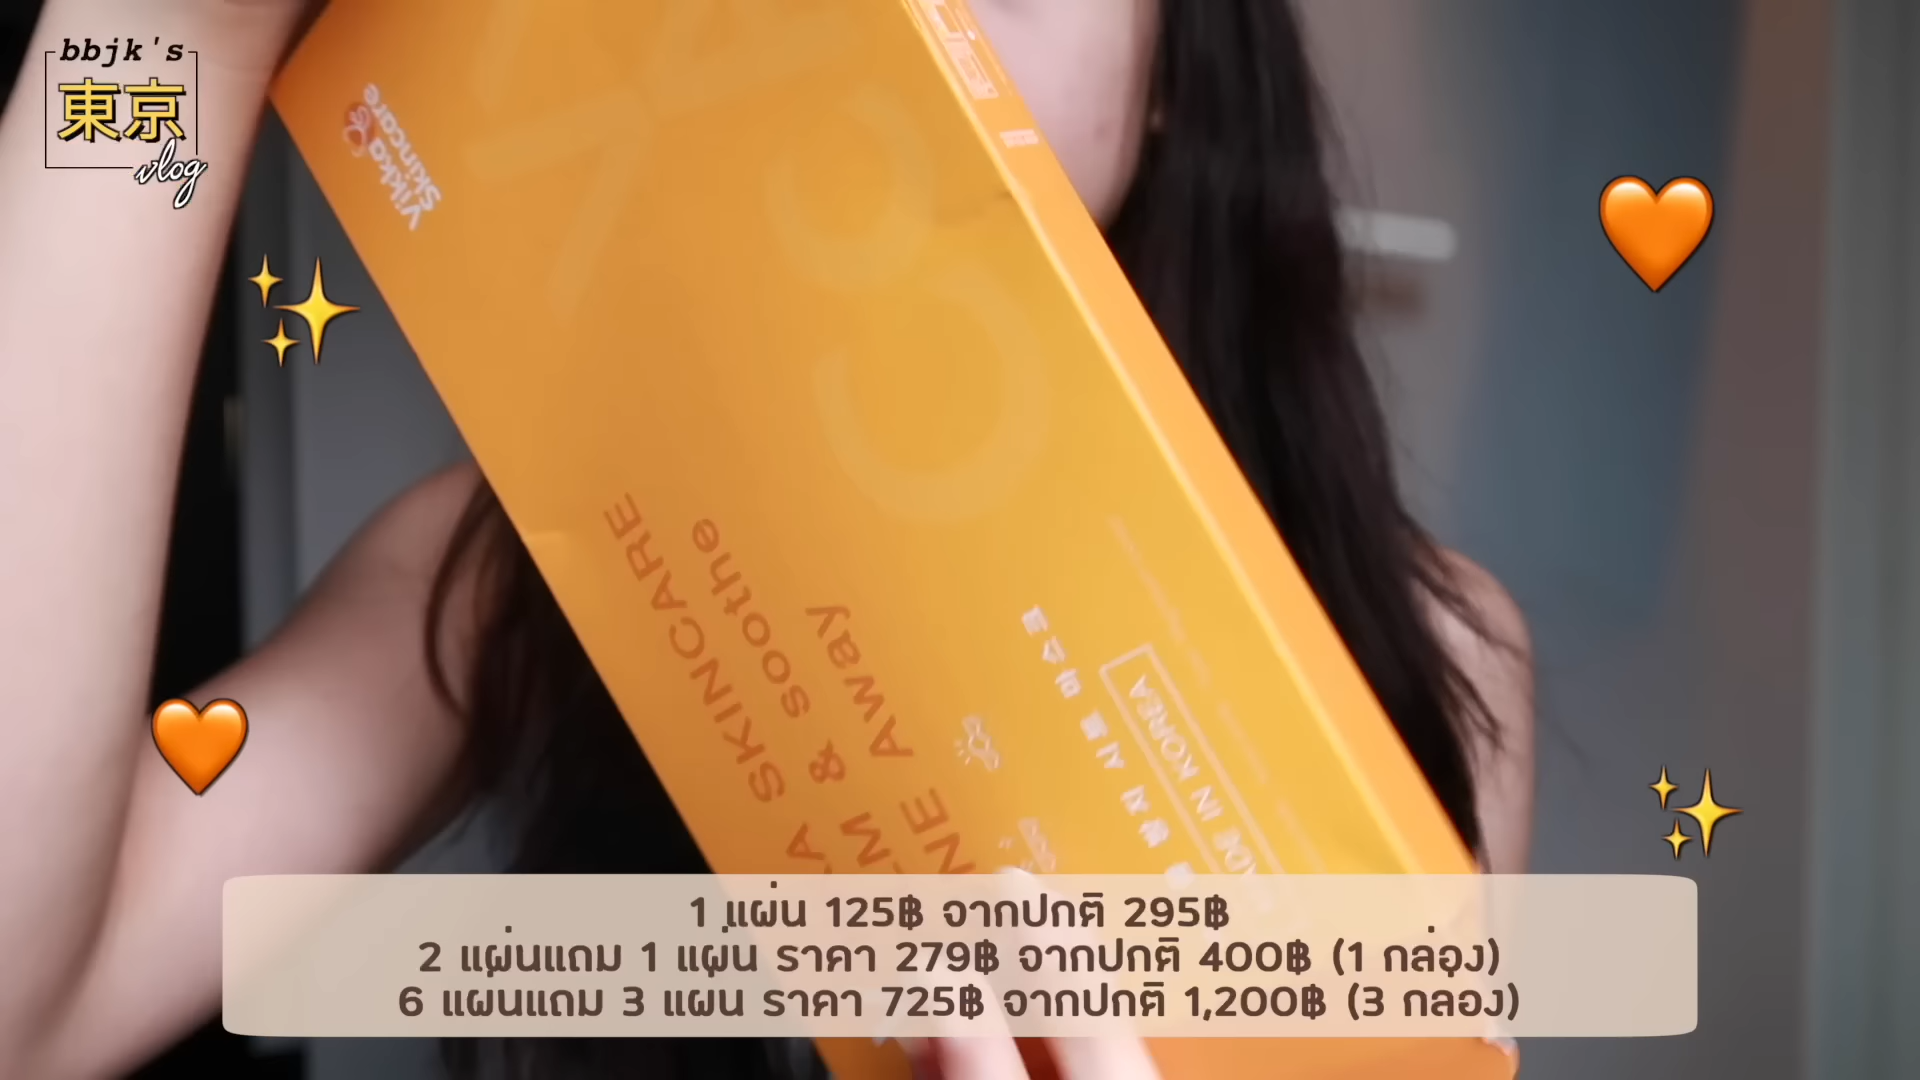 bbjk's
東京
vlog
Vikka
Skincare
SKINCARE
& soothe
Away
MADE IN KOREA
1 แผ่น 125฿ จากปกติ 295฿
2 แผ่นแถม 1 แผ่น ราคา 279฿ จากปกติ 400฿ (1 กล่อง)
6 แผ่นแถม 3 แผ่น ราคา 725฿ จากปกติ 1,200฿ (3 กล่อง)